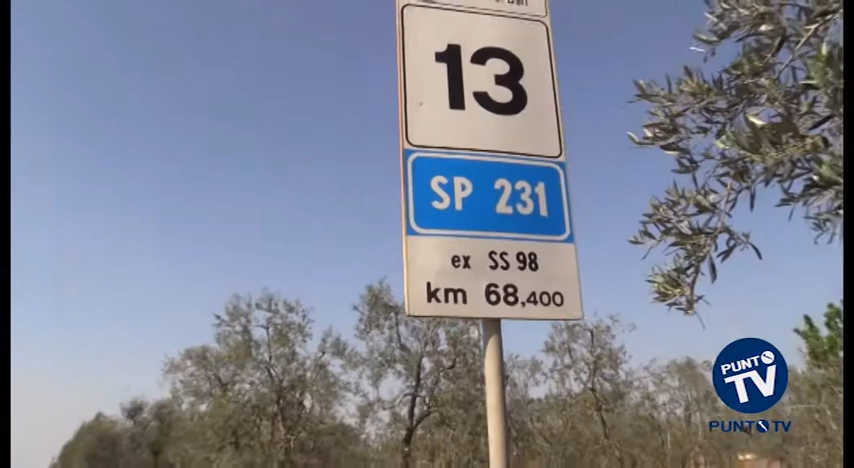 13
SP 231
ex SS 98
km 68,400
PUNTO
TV
PUNTO TV